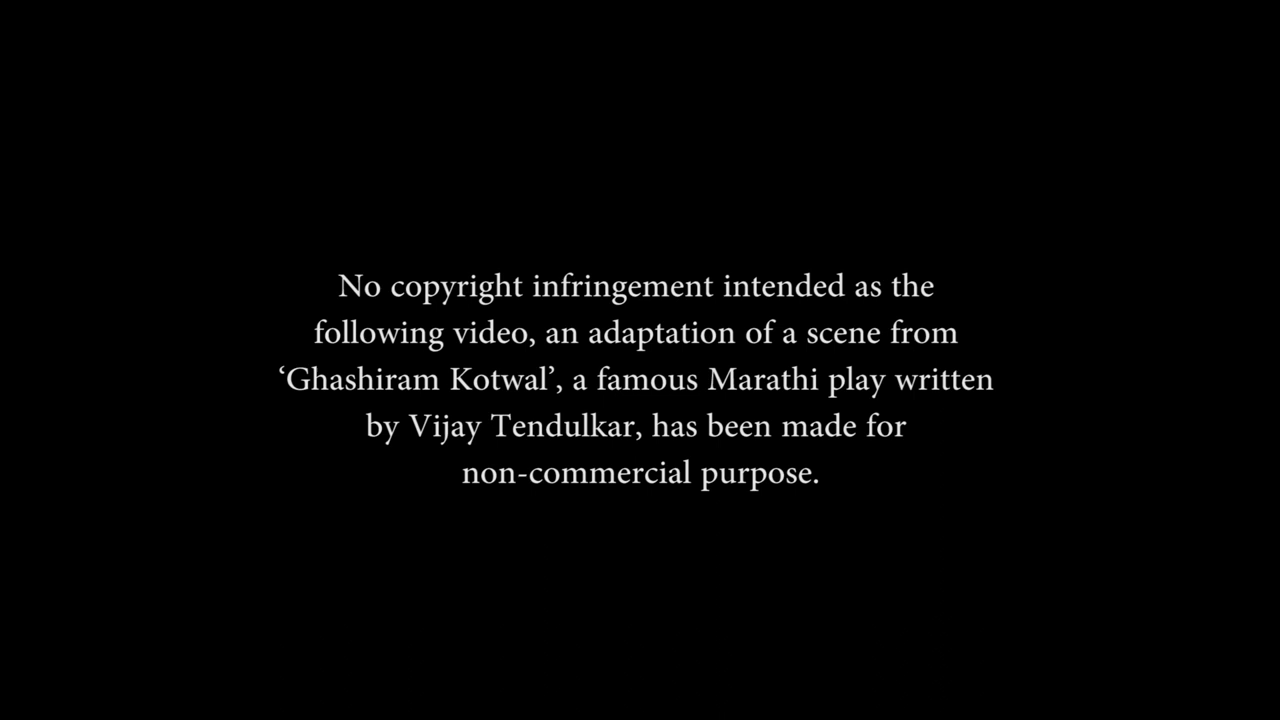 No copyright infringement intended as the
following video, an adaptation of a scene from
‘Ghashiram Kotwal’, a famous Marathi play written
by Vijay Tendulkar, has been made for
non-commercial purpose.